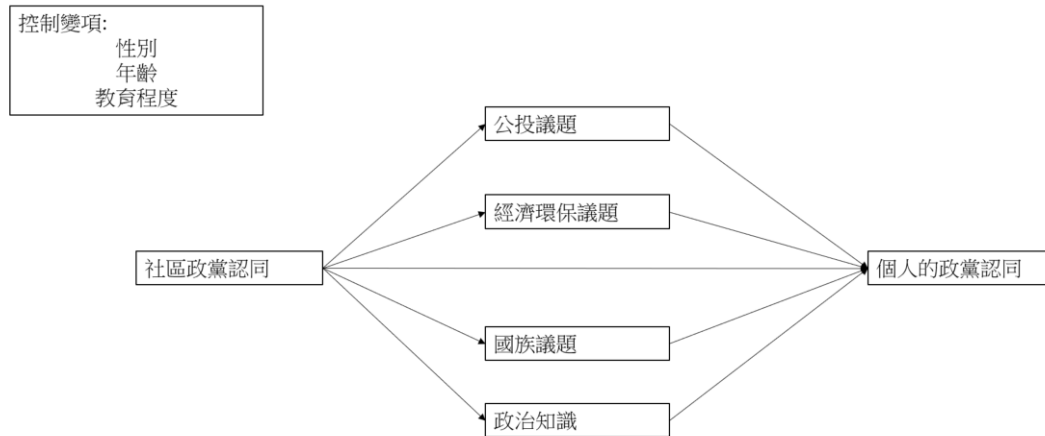 控制變項:
性別
年齡
教育程度
公投議題
經濟環保議題
社區政黨認同
個人的政黨認同
國族議題
政治知識